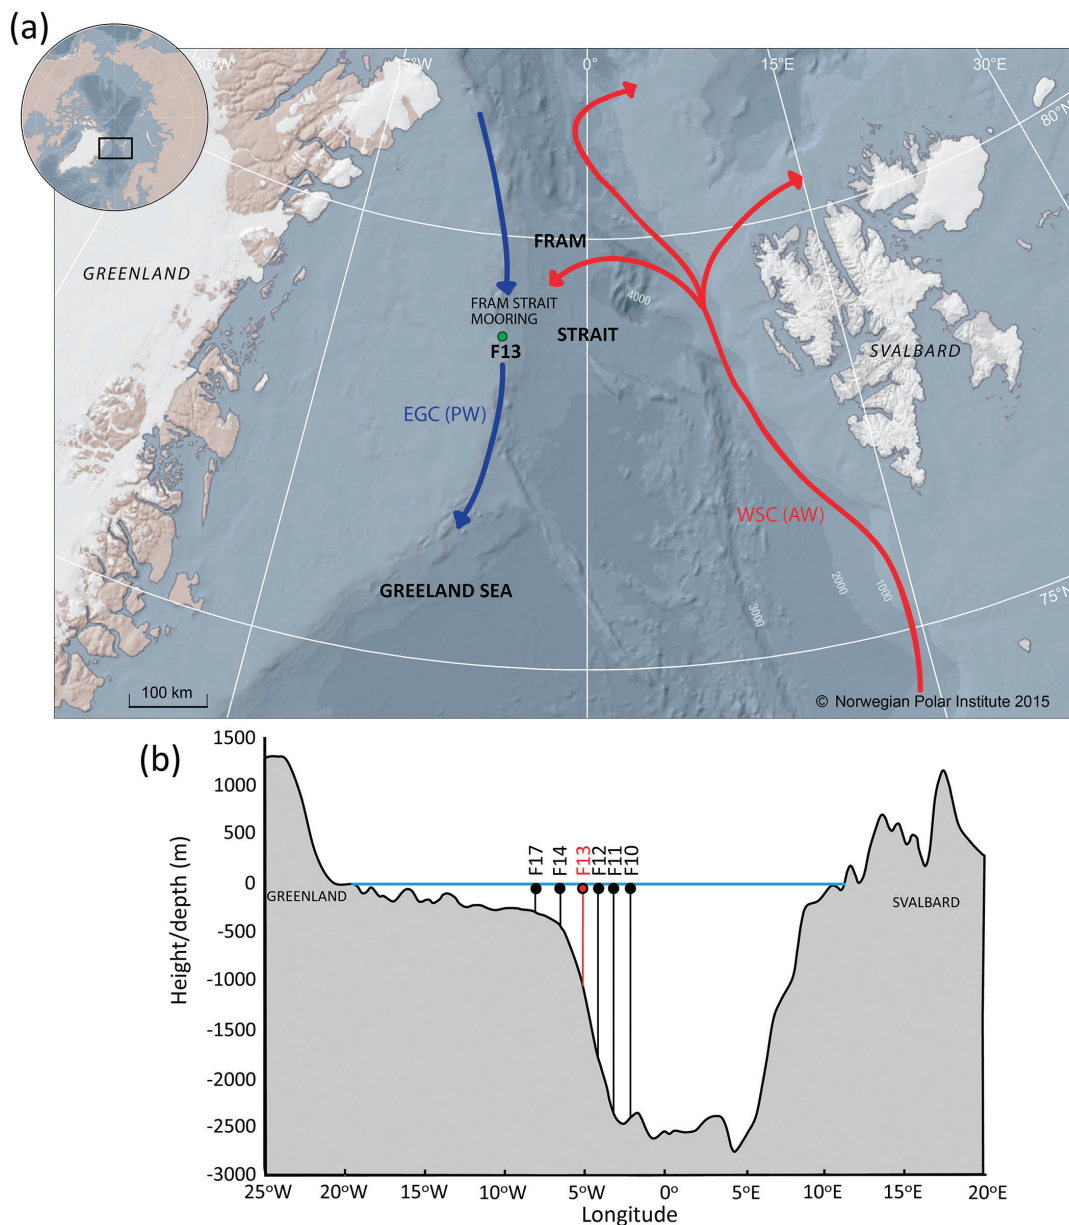 (a)
30°W
15°W
0°
15°E
30°E
80°N
FRAM
GREENLAND
4000
FRAM STRAIT
MOORING
STRAIT
F13
SVALBARD
EGC (PW)
WSC (AW)
2000
1000
3000
GREELAND SEA
75°N
100 km
© Norwegian Polar Institute 2015
(b)
1500
1000
500
0
-500
-1000
-1500
-2000
-2500
-3000
Height/depth (m)
F17
F14
F13
F12
F11
F10
GREENLAND
SVALBARD
25°W
20°W
15°W
10°W
5°W
0°
5°E
10°E
15°E
20°E
Longitude